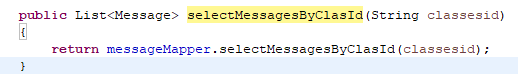 public List<Message> selectMessagesByClasId(String classesid)
{
return messageMapper.selectMessagesByClasId(classesid);
}